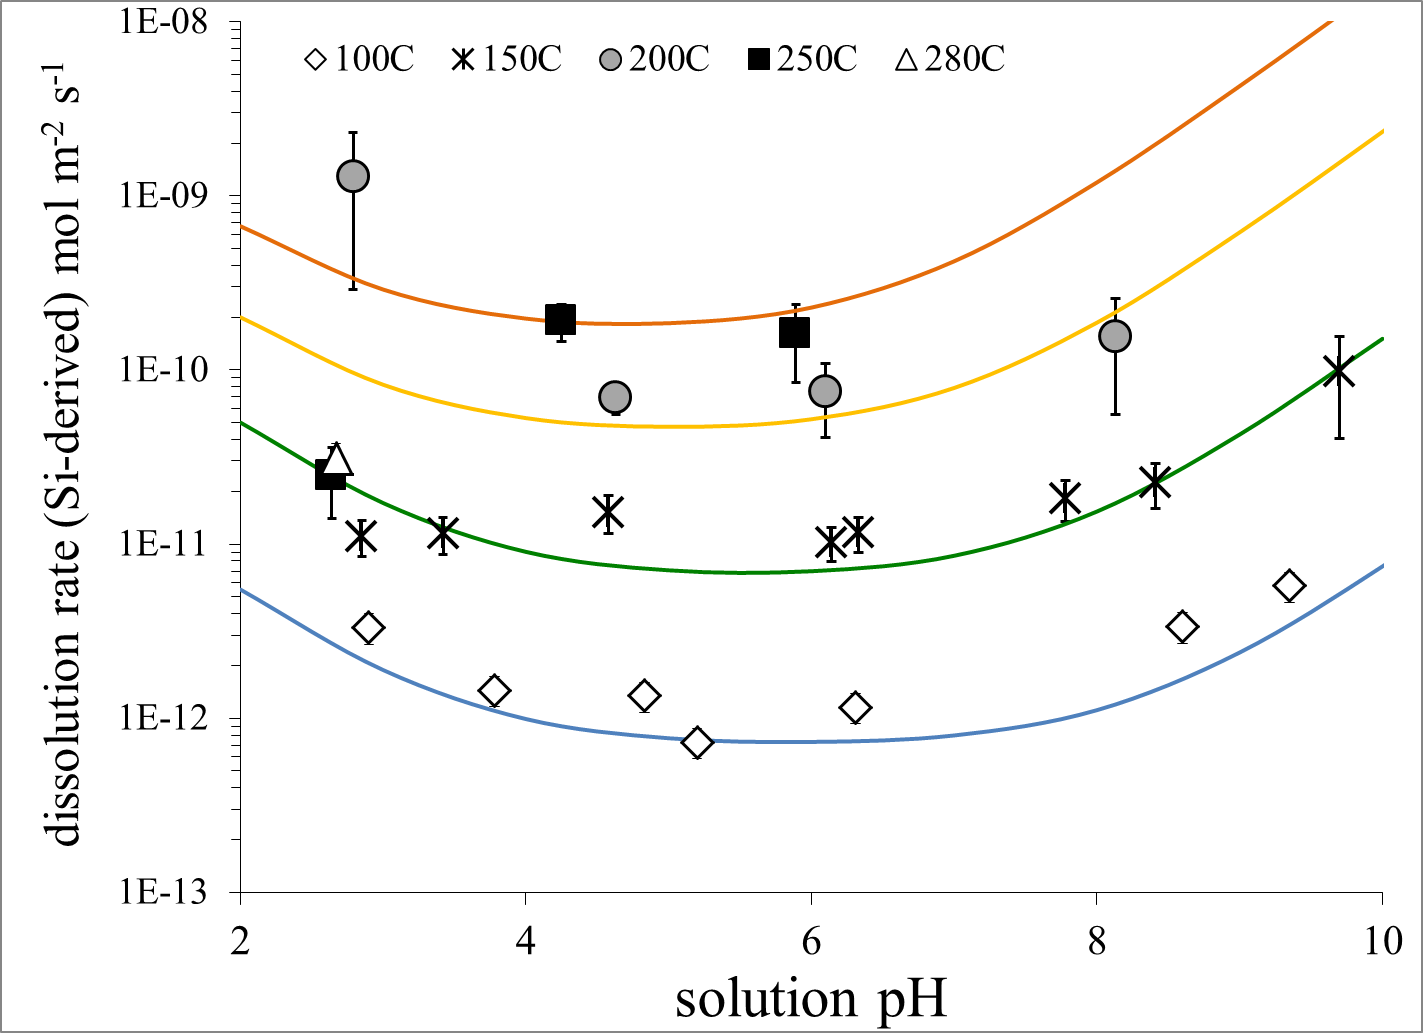 1E-08
100C 150C 200C 250C 280C
1E-09
1E-10
1E-11
1E-12
1E-13
dissolution rate (Si-derived) mol m-2 s-1
2 4 6 8 10
solution pH